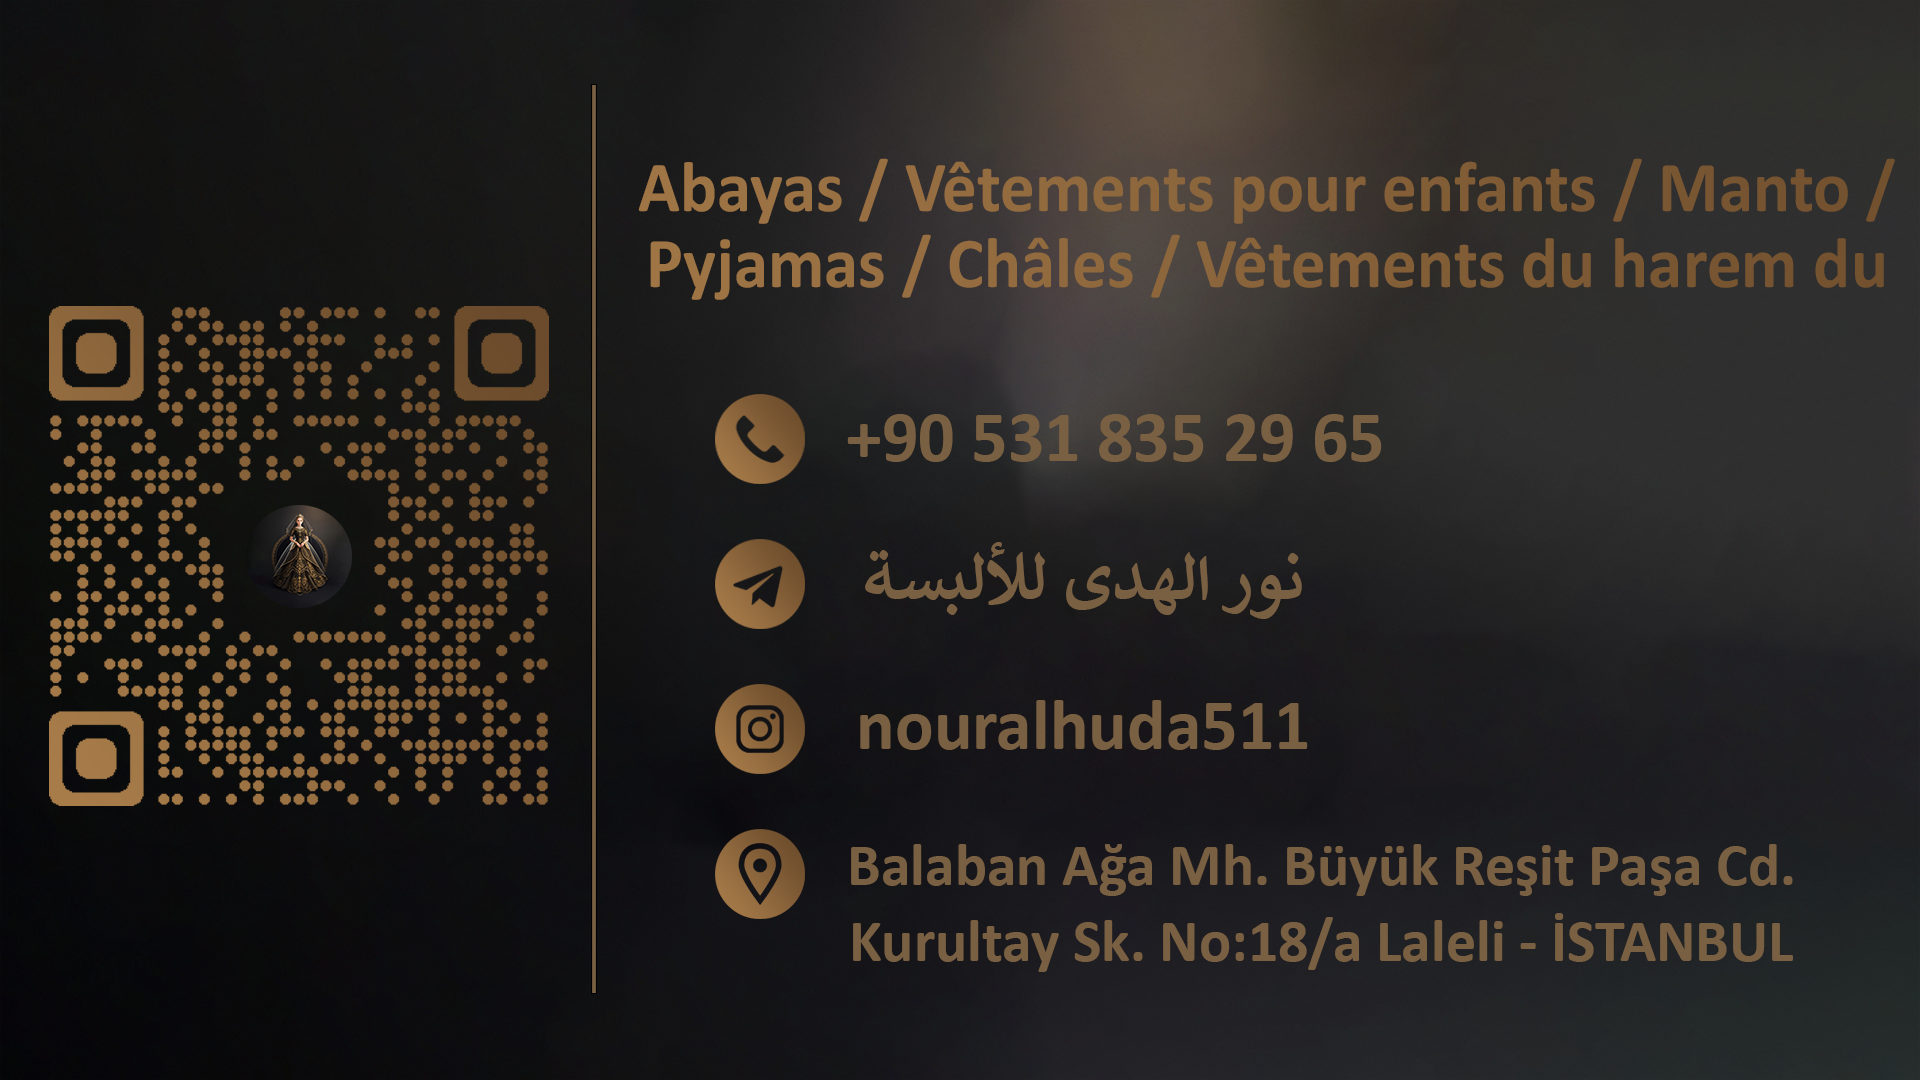 Abayas / Vêtements pour enfants / Manto /
Pyjamas / Châles / Vêtements du harem du
+90 531 835 29 65
نور الهدى للألبسة
nouralhuda511
Balaban Ağa Mh. Büyük Reşit Paşa Cd.
Kurultay Sk. No:18/a Laleli - İSTANBUL